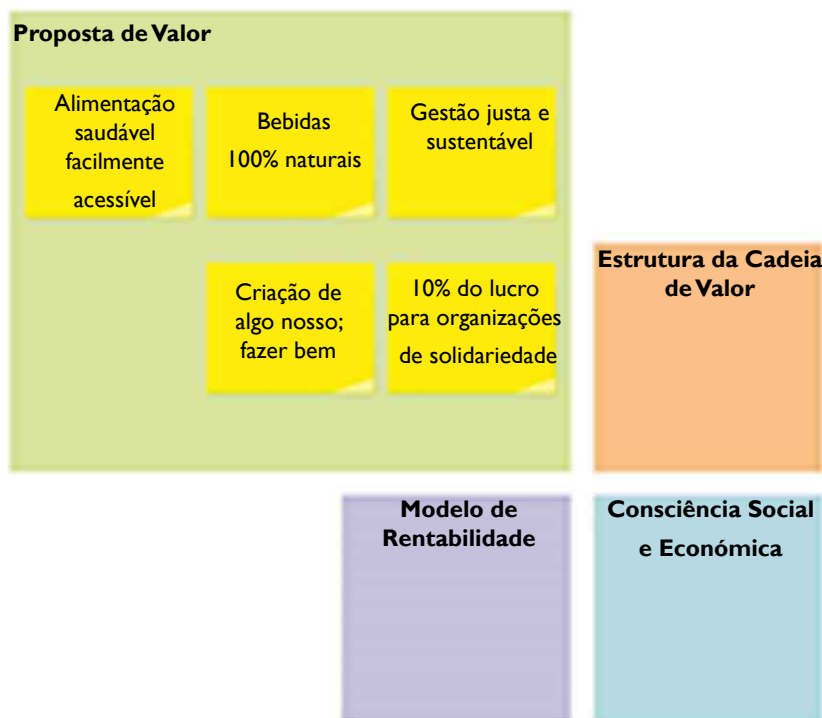 Proposta de Valor
Alimentação
saudável
facilmente
acessível
Bebidas
100% naturais
Gestão justa e
sustentável
Criação de
algo nosso;
fazer bem
10% do lucro
para organizações
de solidariedade
Estrutura da Cadeia
de Valor
Modelo de
Rentabilidade
Consciência Social
e Económica